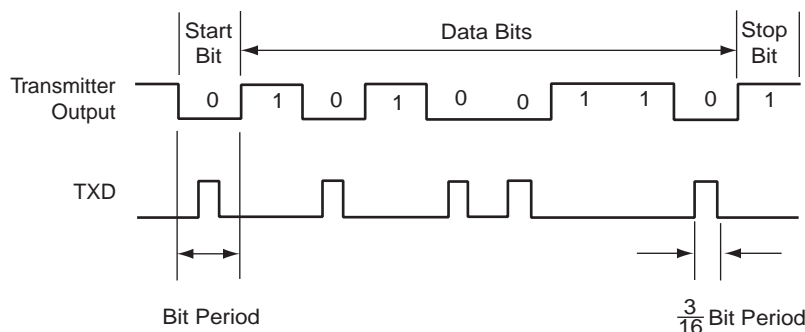 Start
Bit
Data Bits
Stop
Bit
Transmitter
Output
0 1 0 1 0 0 1 1 0 1
TXD
Bit Period
3
16
Bit Period